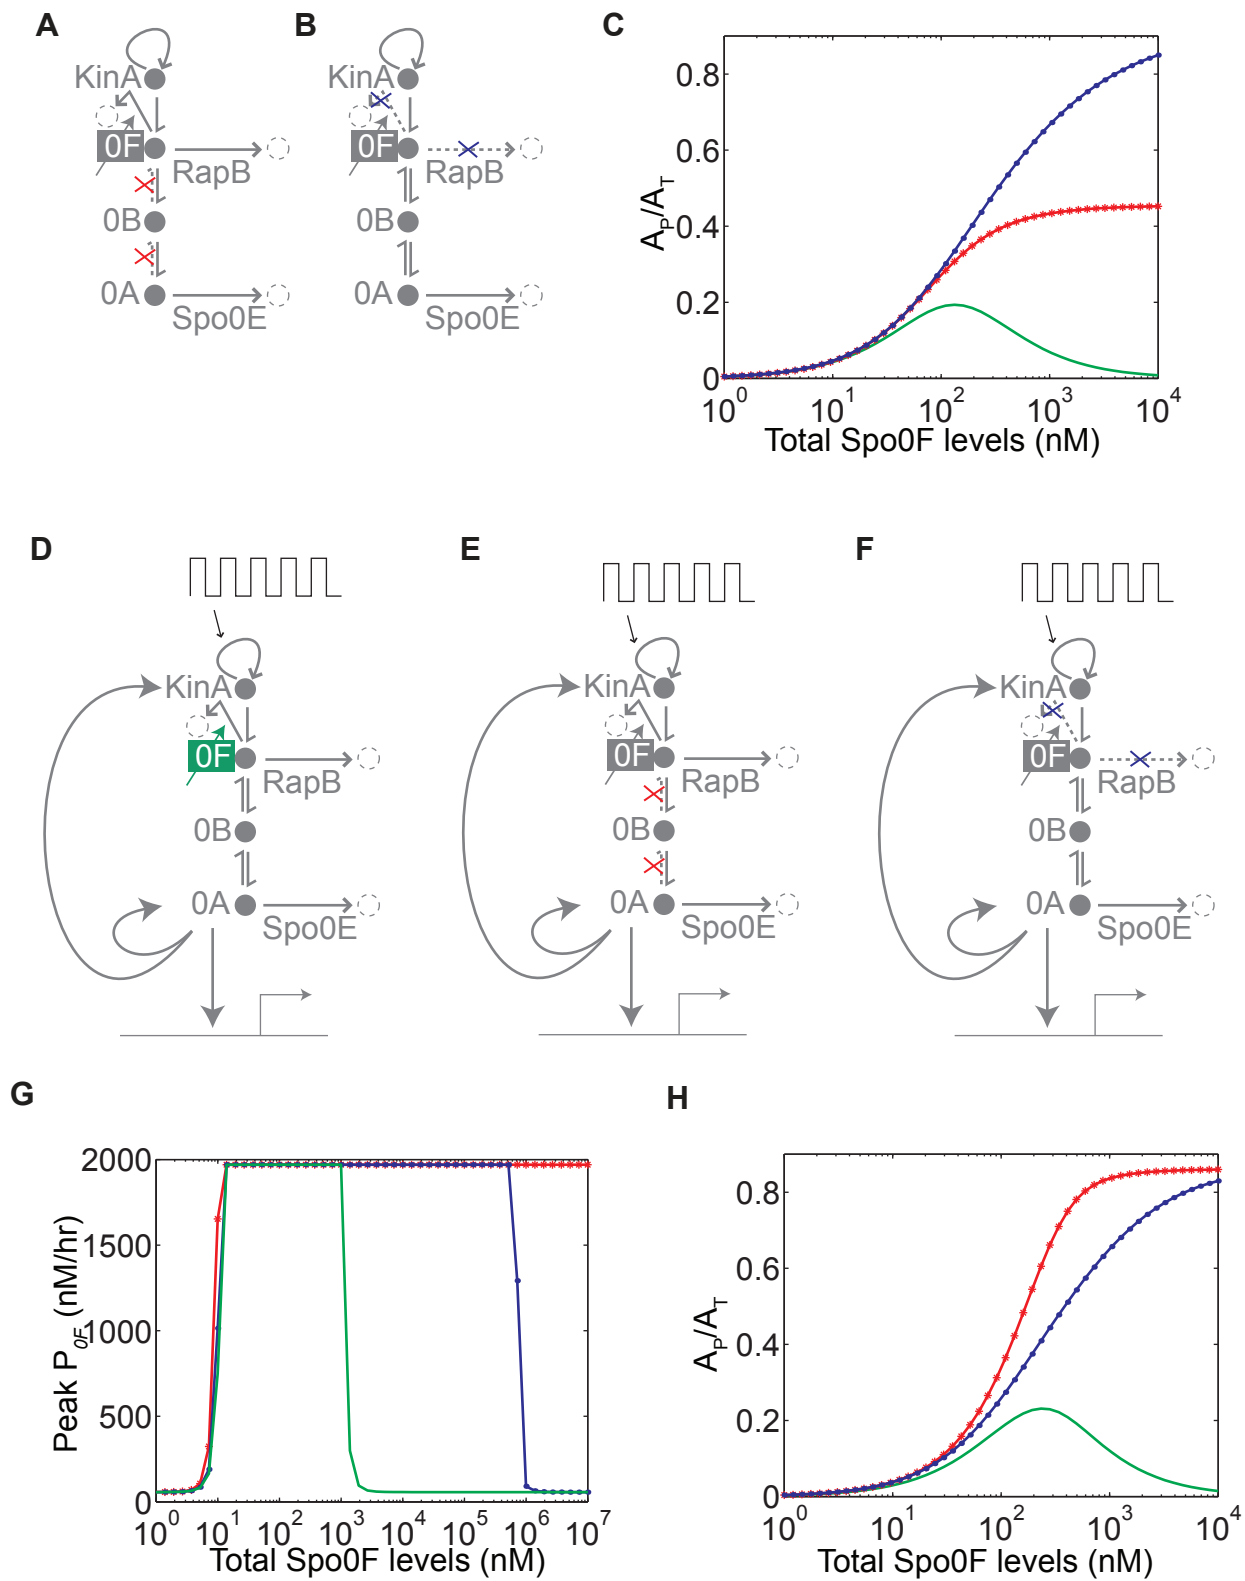 A
KinA
0F
RapB
0B
0A
Spo0E
B
KinA
0F
RapB
0B
0A
Spo0E
C
0.8
0.6
0.4
0.2
0
A_P/A_T
10^0 10^1 10^2 10^3 10^4
Total Spo0F levels (nM)
D
KinA
0F
RapB
0B
0A
Spo0E
E
KinA
0F
RapB
0B
0A
Spo0E
F
KinA
0F
RapB
0B
0A
Spo0E
G
2000
1500
1000
500
0
Peak P_0F (nM/hr)
10^0 10^1 10^2 10^3 10^4 10^5 10^6 10^7
Total Spo0F levels (nM)
H
0.8
0.6
0.4
0.2
0
A_P/A_T
10^0 10^1 10^2 10^3 10^4
Total Spo0F levels (nM)